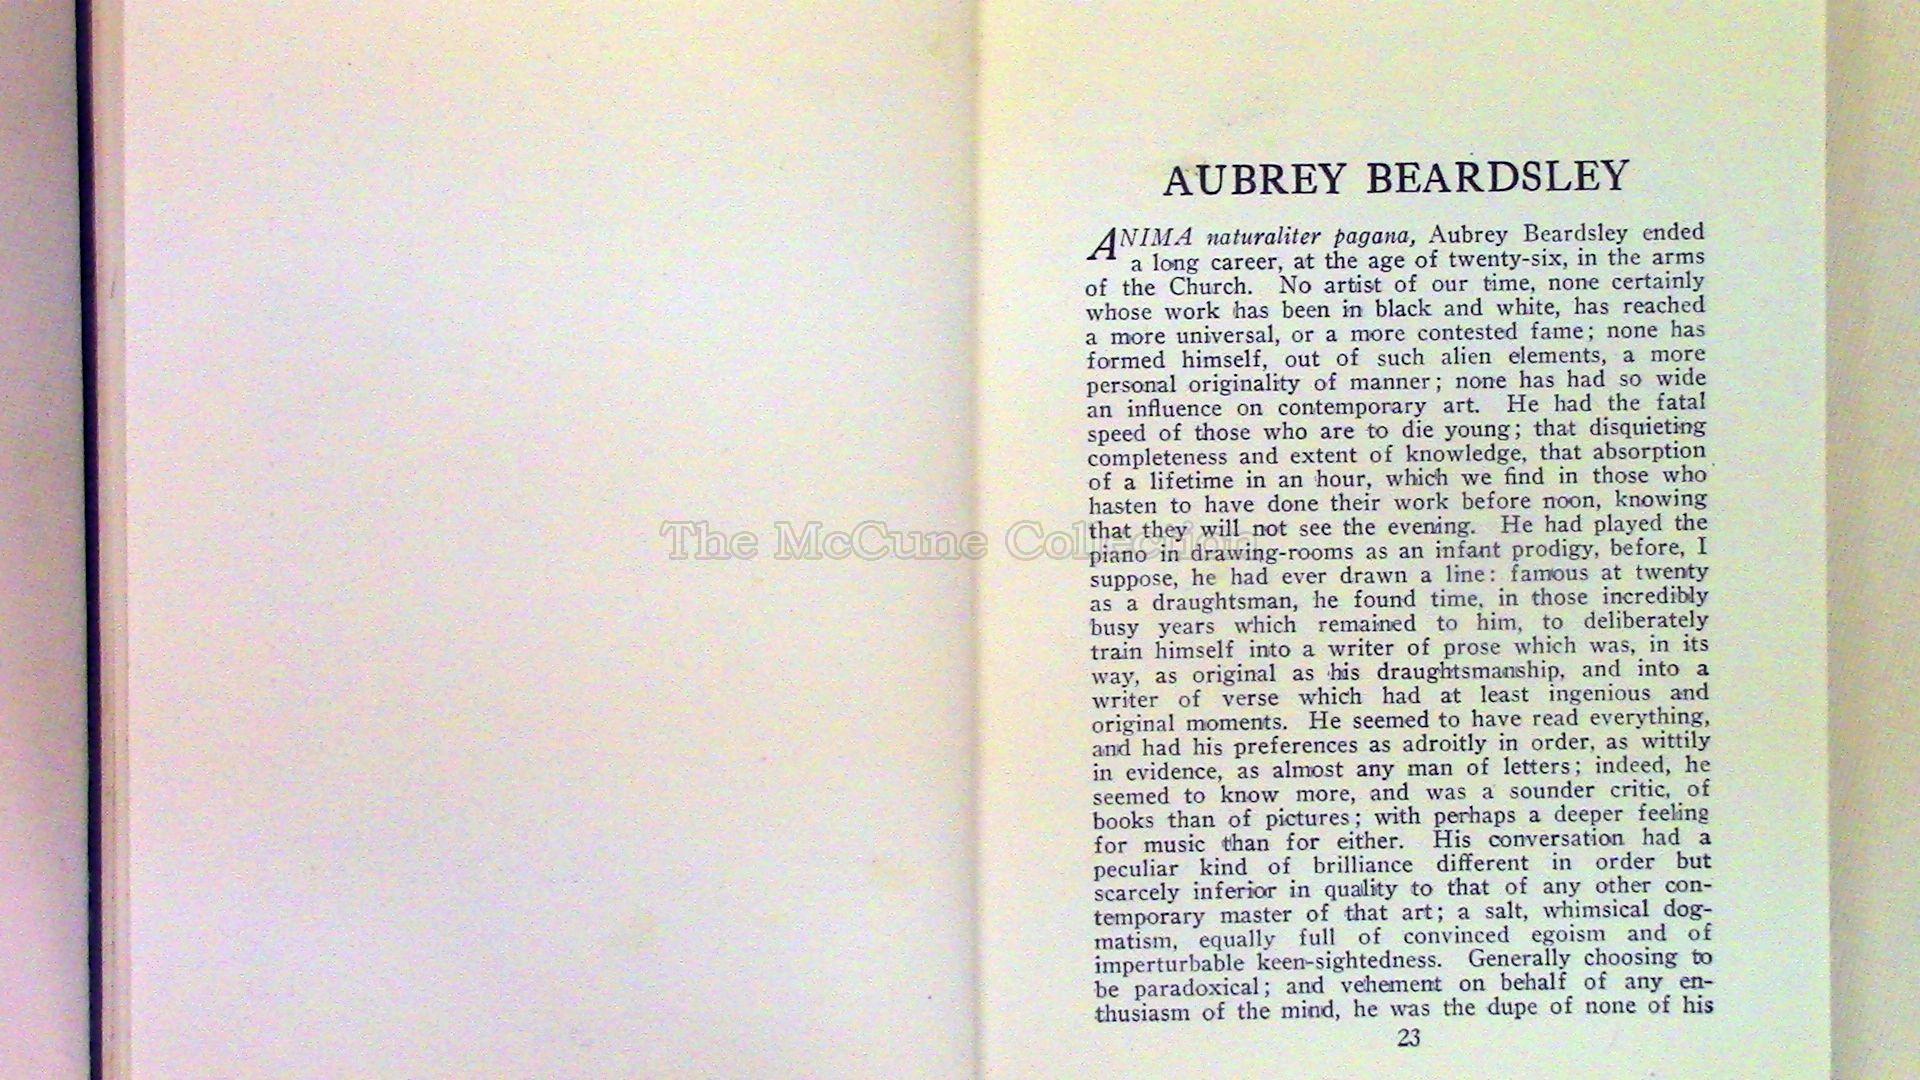 AUBREY BEARDSLEY
ANIMA naturaliter pagana, Aubrey Beardsley ended
a long career, at the age of twenty-six, in the arms
of the Church. No artist of our time, none certainly
whose work has been in black and white, has reached
a more universal, or a more contested fame; none has
formed himself, out of such alien elements, a more
personal originality of manner; none has had so wide
an influence on contemporary art. He had the fatal
speed of those who are to die young; that disquieting
completeness and extent of knowledge, that absorption
of a lifetime in an hour, which we find in those who
hasten to have done their work before noon, knowing
that they will not see the evening. He had played the
piano in drawing-rooms as an infant prodigy, before, I
suppose, he had ever drawn a line: famous at twenty
as a draughtsman, he found time, in those incredibly
busy years which remained to him, to deliberately
train himself into a writer of prose which was, in its
way, as original as his draughtsmanship, and into a
writer of verse which had at least ingenious and
original moments. He seemed to have read everything,
and had his preferences as adroitly in order, as wittily
in evidence, as almost any man of letters; indeed, he
seemed to know more, and was a sounder critic, of
books than of pictures; with perhaps a deeper feeling
for music than for either. His conversation had a
peculiar kind of brilliance different in order but
scarcely inferior in quality to that of any other con-
temporary master of that art; a salt, whimsical dog-
matism, equally full of convinced egoism and of
imperturbable keen-sightedness. Generally choosing to
be paradoxical; and vehement on behalf of any en-
thusiasm of the mind, he was the dupe of none of his
23
The McCune Collection